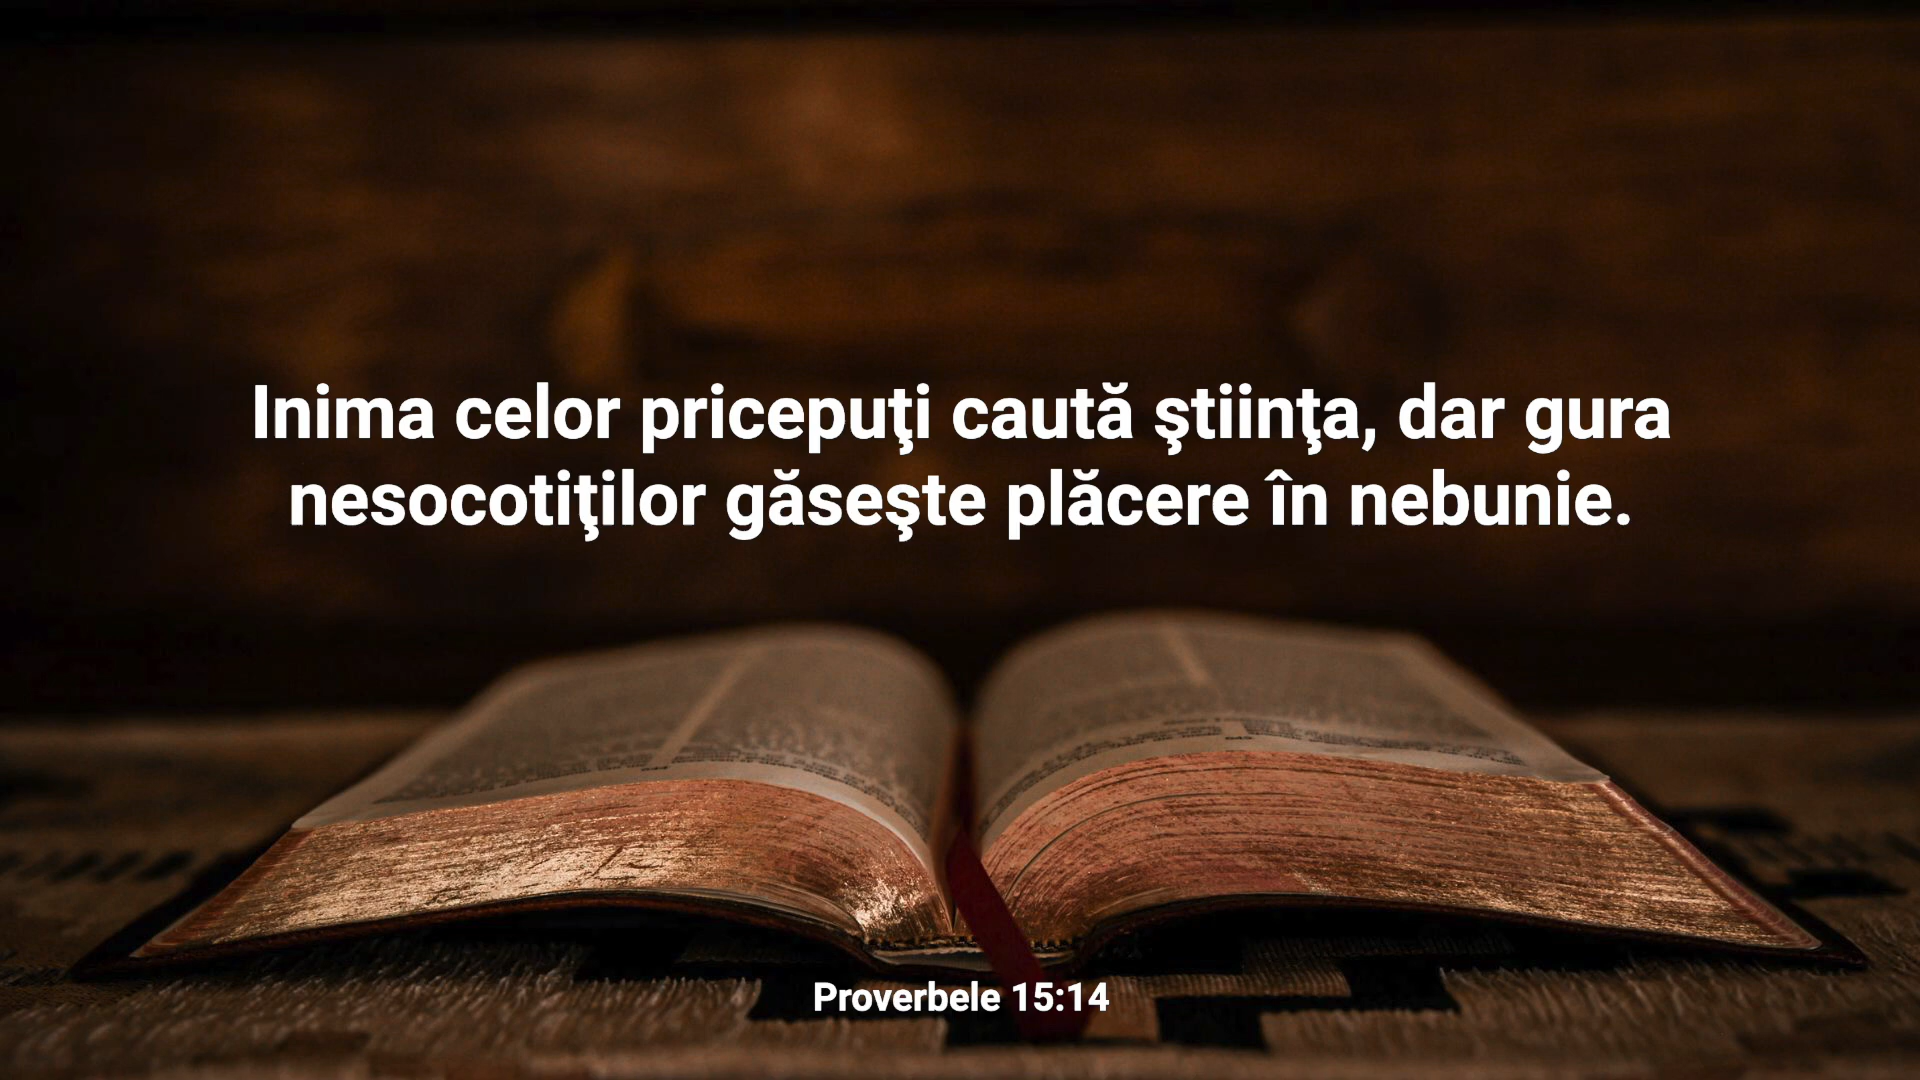 Inima celor pricepuţi caută ştiinţa, dar gura
nesocotiţilor găseşte plăcere în nebunie.
Proverbele 15:14